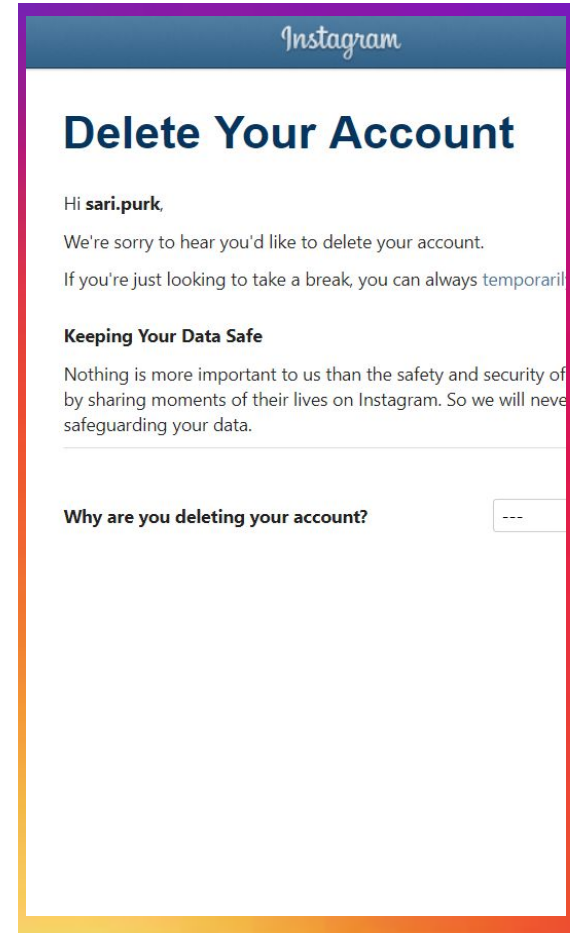 Instagram
Delete Your Account
Hi sari.purk,
We're sorry to hear you'd like to delete your account.
If you're just looking to take a break, you can always
Keeping Your Data Safe
Nothing is more important to us than the safety and security of
by sharing moments of their lives on Instagram. So we will
safeguarding your data.
Why are you deleting your account?
---